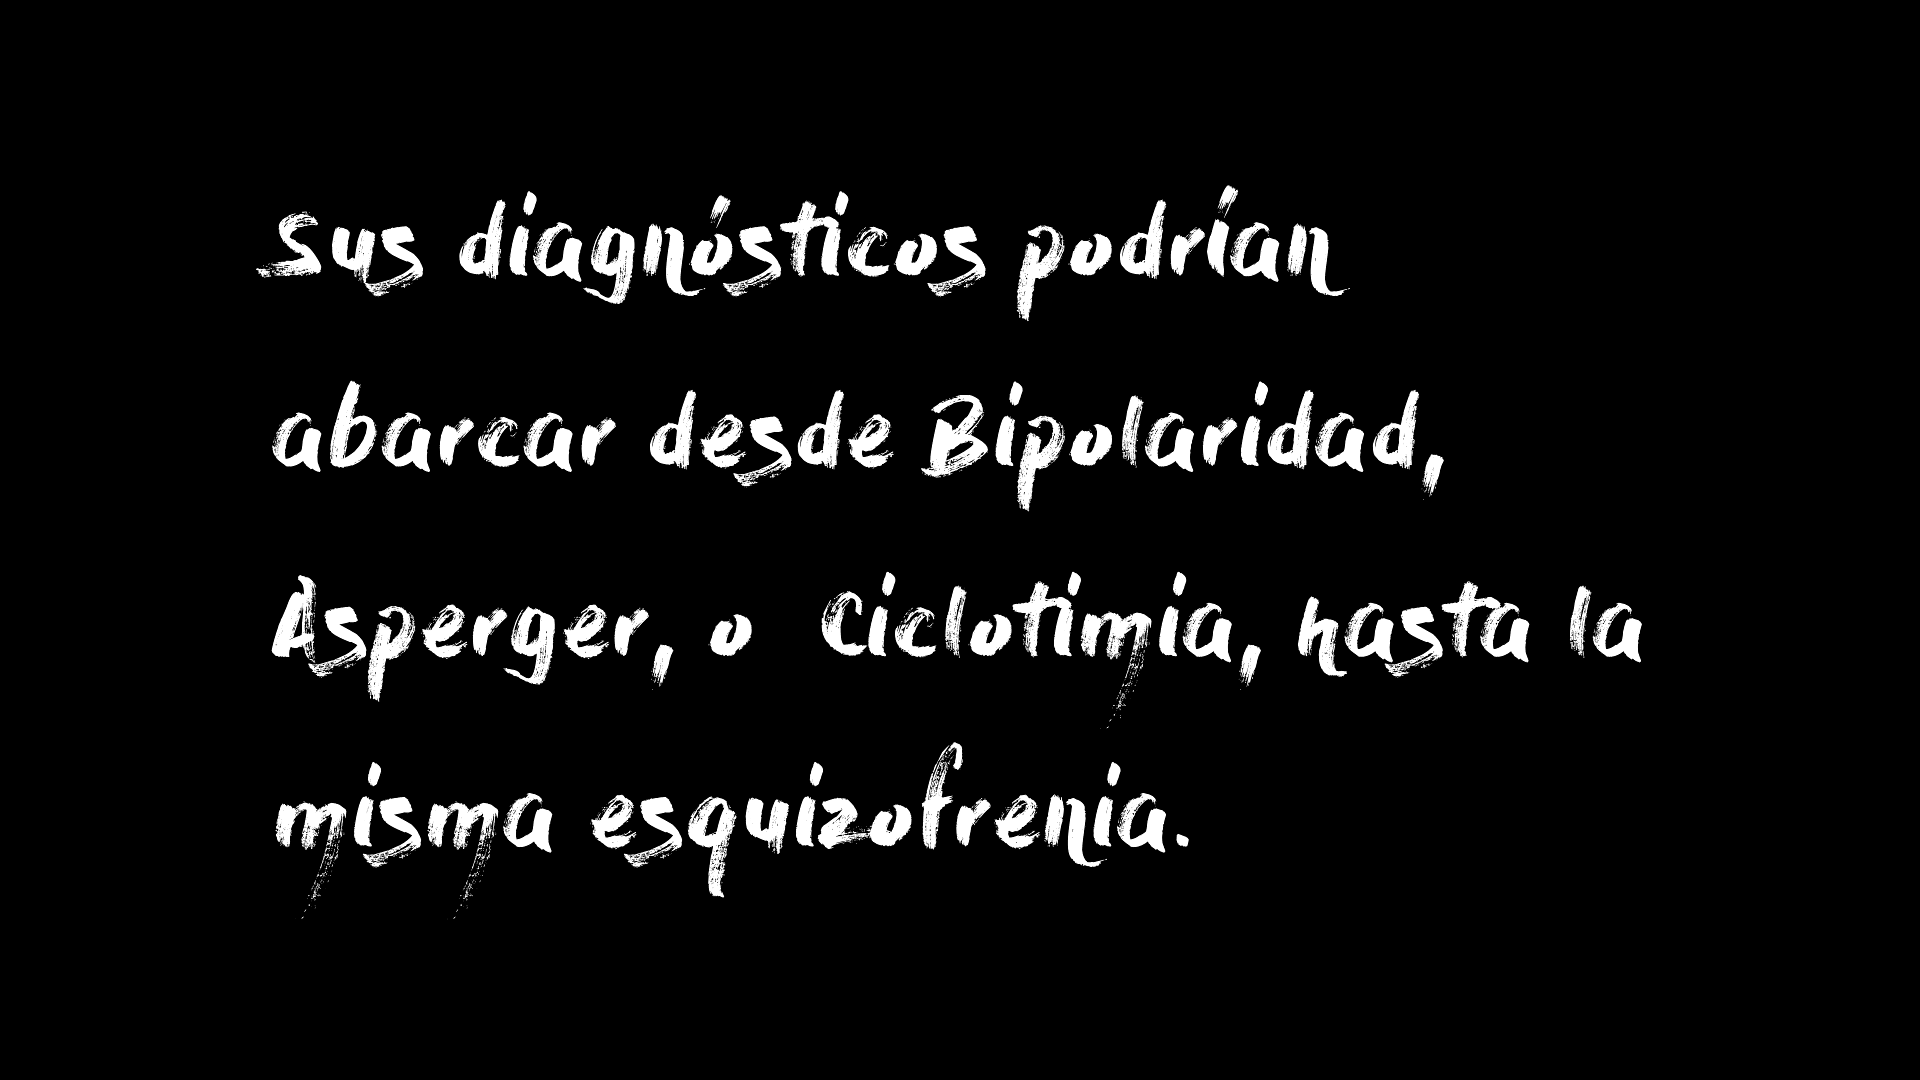 Sus diagnósticos podrían
abarcar desde Bipolaridad,
Asperger, o  Ciclotimia, hasta la
misma esquizofrenia.